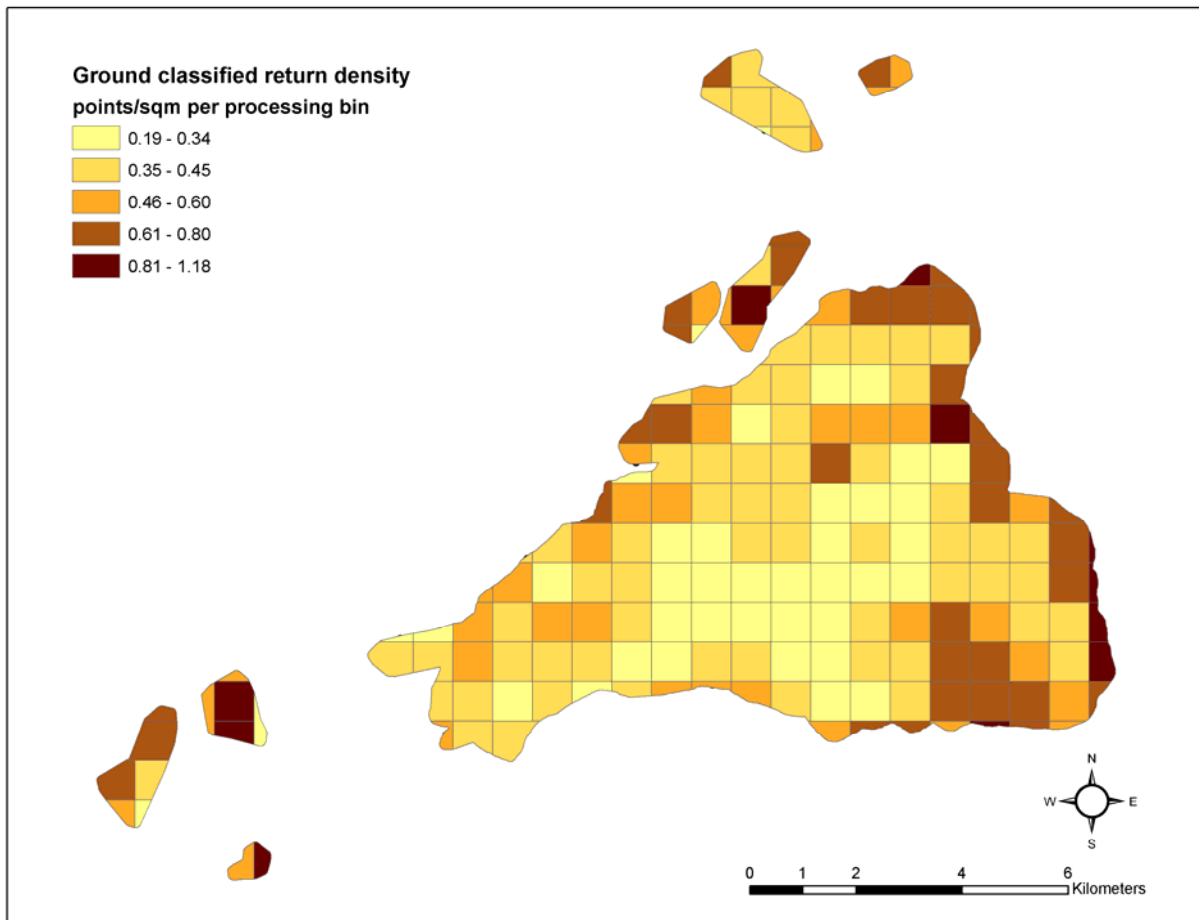 Ground classified return density
points/sqm per processing bin
0.19 - 0.34
0.35 - 0.45
0.46 - 0.60
0.61 - 0.80
0.81 - 1.18
N
W E
S
0 1 2 4 6
Kilometers